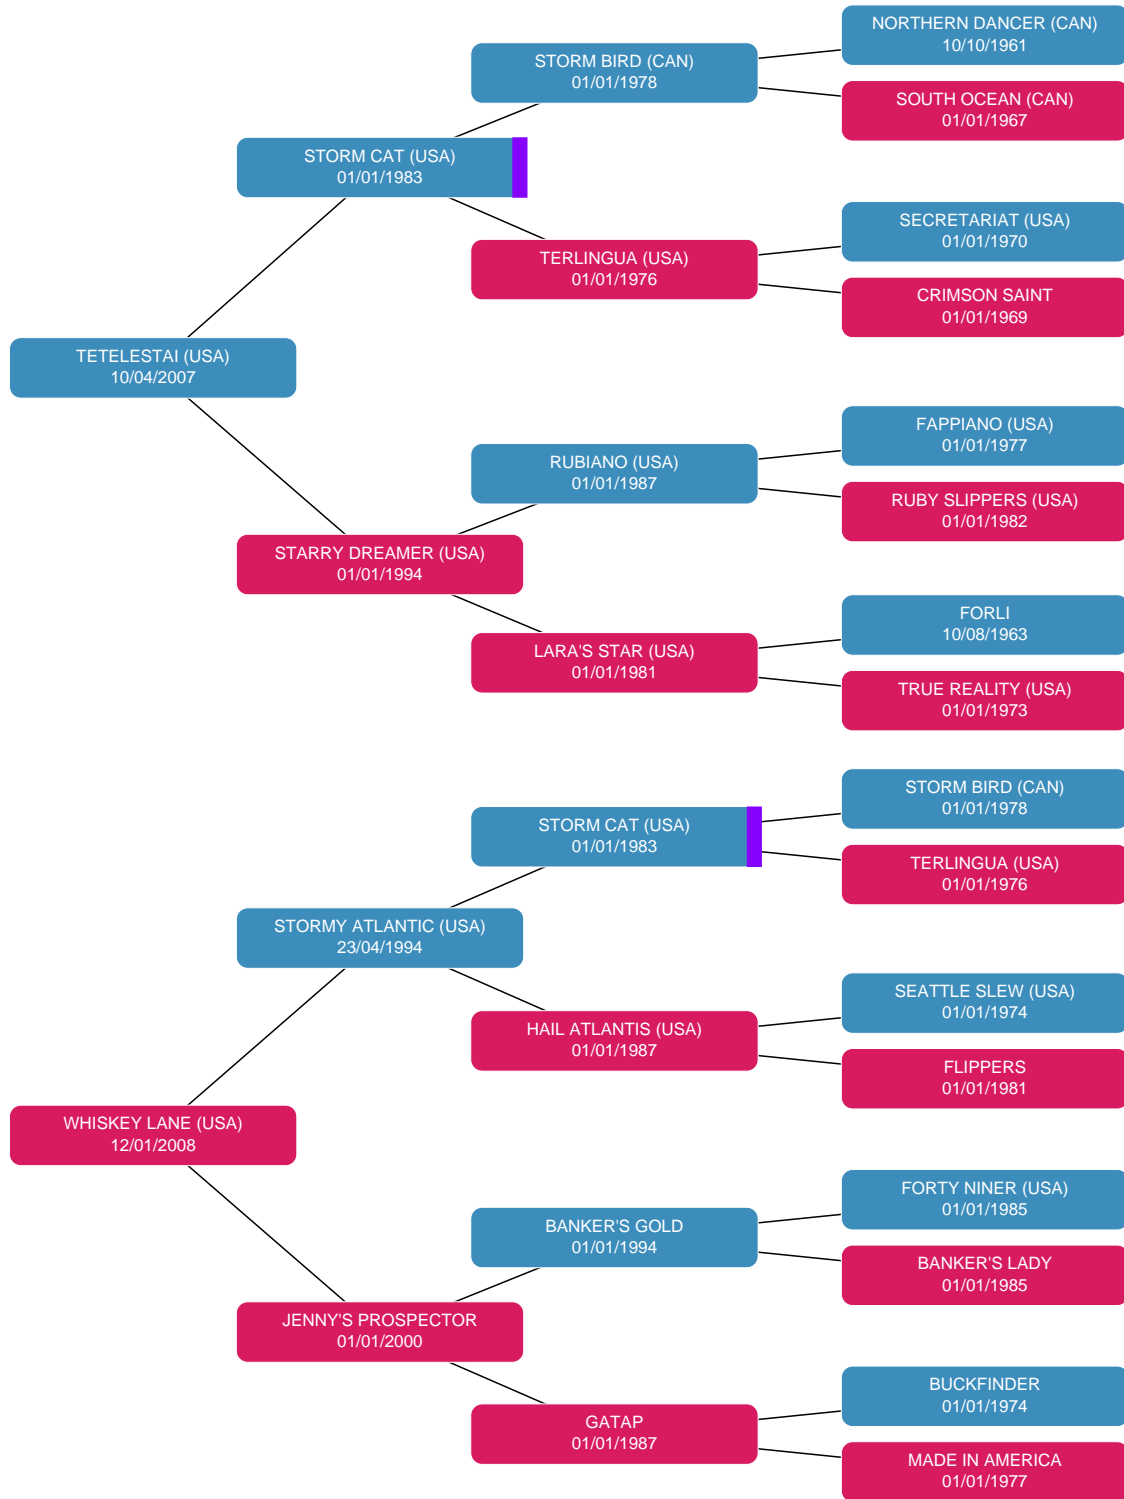 NORTHERN DANCER (CAN)
10/10/1961
STORM BIRD (CAN)
01/01/1978
SOUTH OCEAN (CAN)
01/01/1967
STORM CAT (USA)
01/01/1983
SECRETARIAT (USA)
01/01/1970
TERLINGUA (USA)
01/01/1976
CRIMSON SAINT
01/01/1969
TETELESTAI (USA)
10/04/2007
FAPPIANO (USA)
01/01/1977
RUBIANO (USA)
01/01/1987
RUBY SLIPPERS (USA)
01/01/1982
STARRY DREAMER (USA)
01/01/1994
FORLI
10/08/1963
LARA'S STAR (USA)
01/01/1981
TRUE REALITY (USA)
01/01/1973
STORM BIRD (CAN)
01/01/1978
STORM CAT (USA)
01/01/1983
TERLINGUA (USA)
01/01/1976
STORMY ATLANTIC (USA)
23/04/1994
SEATTLE SLEW (USA)
01/01/1974
HAIL ATLANTIS (USA)
01/01/1987
FLIPPERS
01/01/1981
WHISKEY LANE (USA)
12/01/2008
FORTY NINER (USA)
01/01/1985
BANKER'S GOLD
01/01/1994
BANKER'S LADY
01/01/1985
JENNY'S PROSPECTOR
01/01/2000
BUCKFINDER
01/01/1974
GATAP
01/01/1987
MADE IN AMERICA
01/01/1977